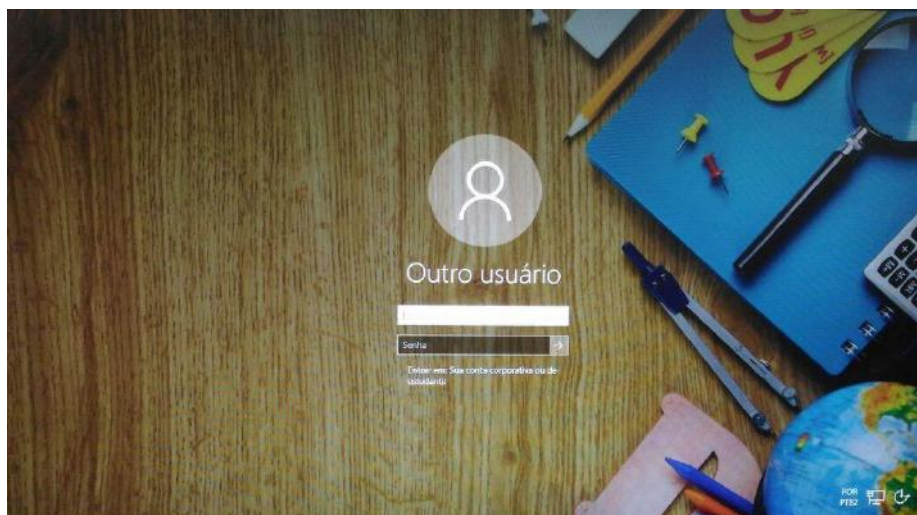 Outro usuário
Senha
Entrar em: Sua conta corporativa ou de
estudante
POR
PTB2